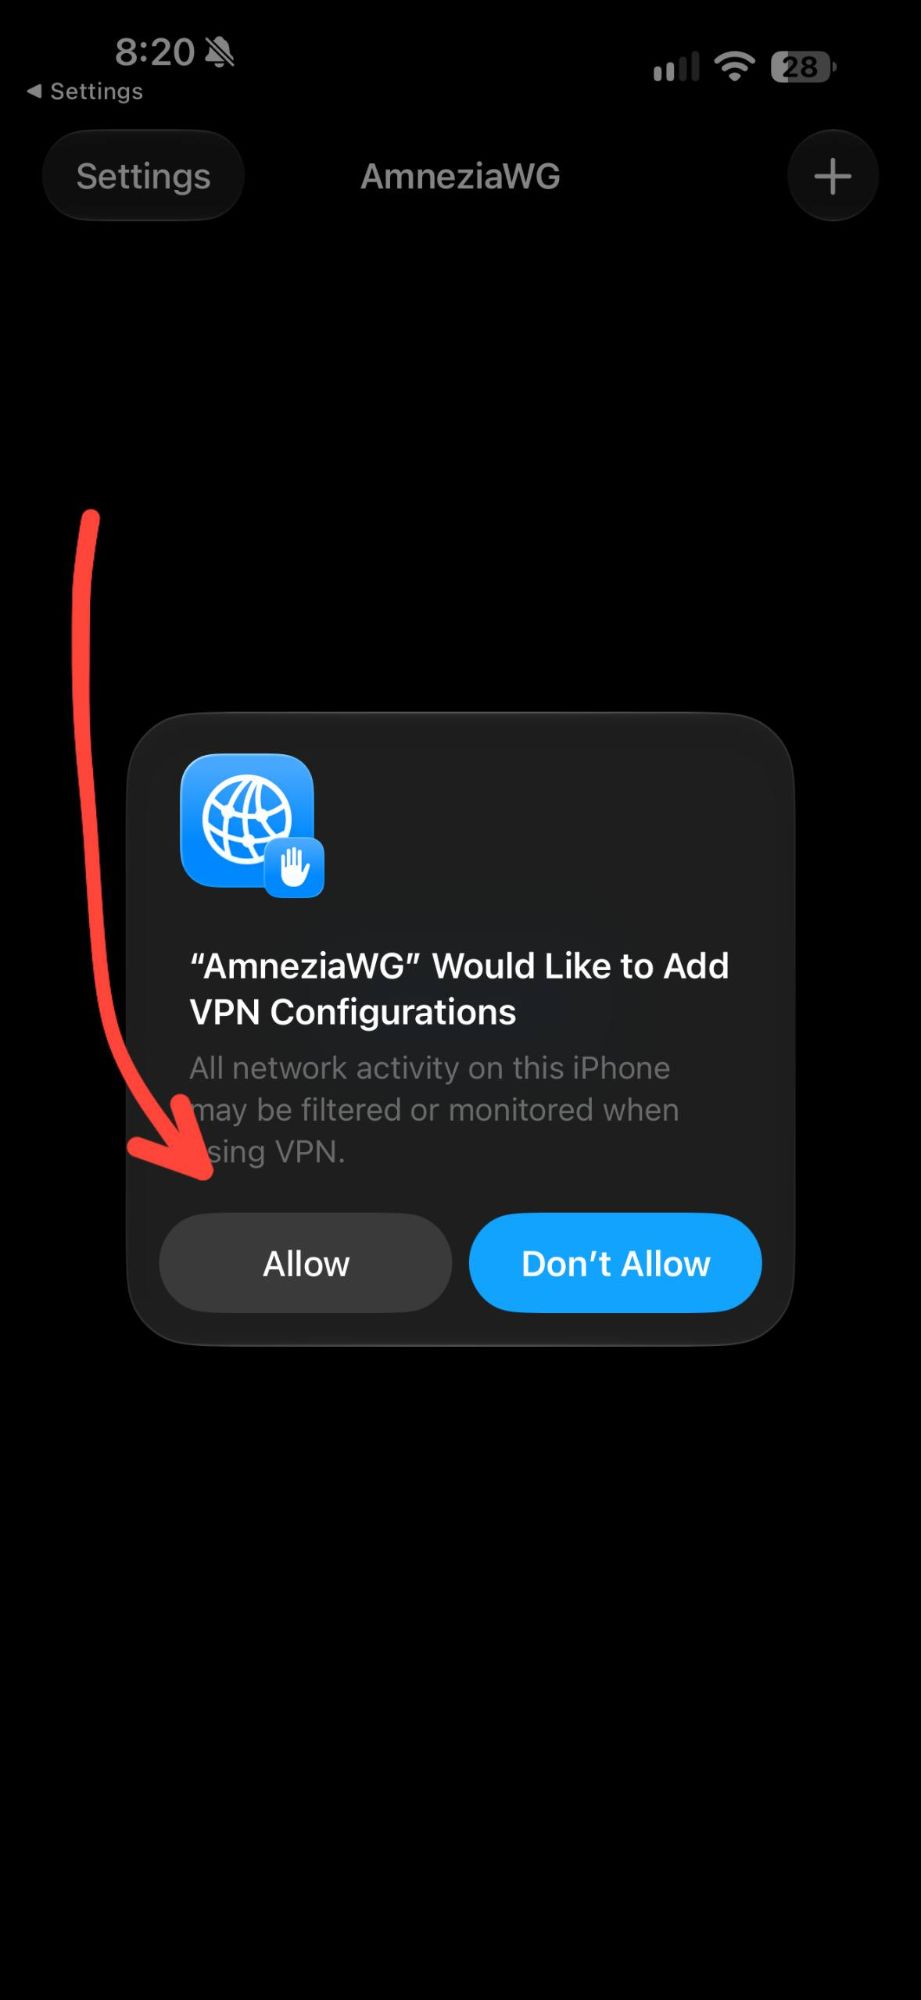 8:20
28
◀ Settings
Settings
AmneziaWG
+
“AmneziaWG” Would Like to Add
VPN Configurations
All network activity on this iPhone
may be filtered or monitored when
sing VPN.
Allow
Don’t Allow